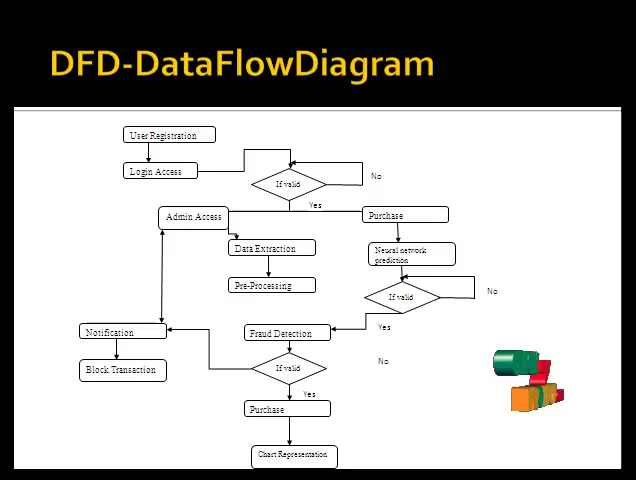 DFD-DataFlowDiagram
User Registration
Login Access
If valid
No
Yes
Admin Access
Purchase
Data Extraction
Neural network
prediction
Pre-Processing
If valid
No
Yes
Notification
Fraud Detection
Block Transaction
If valid
No
Yes
Purchase
Chart Representation